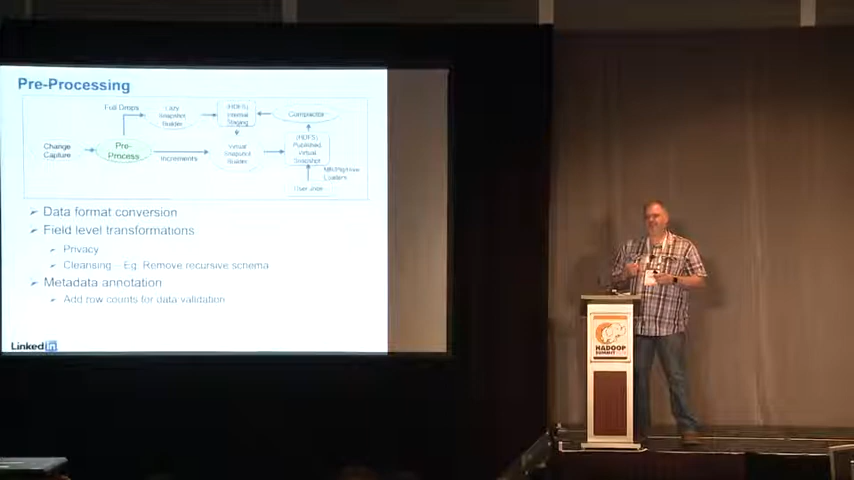 Pre-Processing
Full Drops
Lazy
Snapshot
Builder
(HDFS)
Internal
Staging
Compactor
Change
Capture
Pre-
Process
Increments
Virtual
Snapshot
Builder
(HDFS)
Published
Virtual
Snapshot
Loaders
User Jobs
Data format conversion
Field level transformations
Privacy
Cleansing – Eg. Remove recursive schema
Metadata annotation
Add row counts for data validation
Linked in
HADOOP
SUMMIT